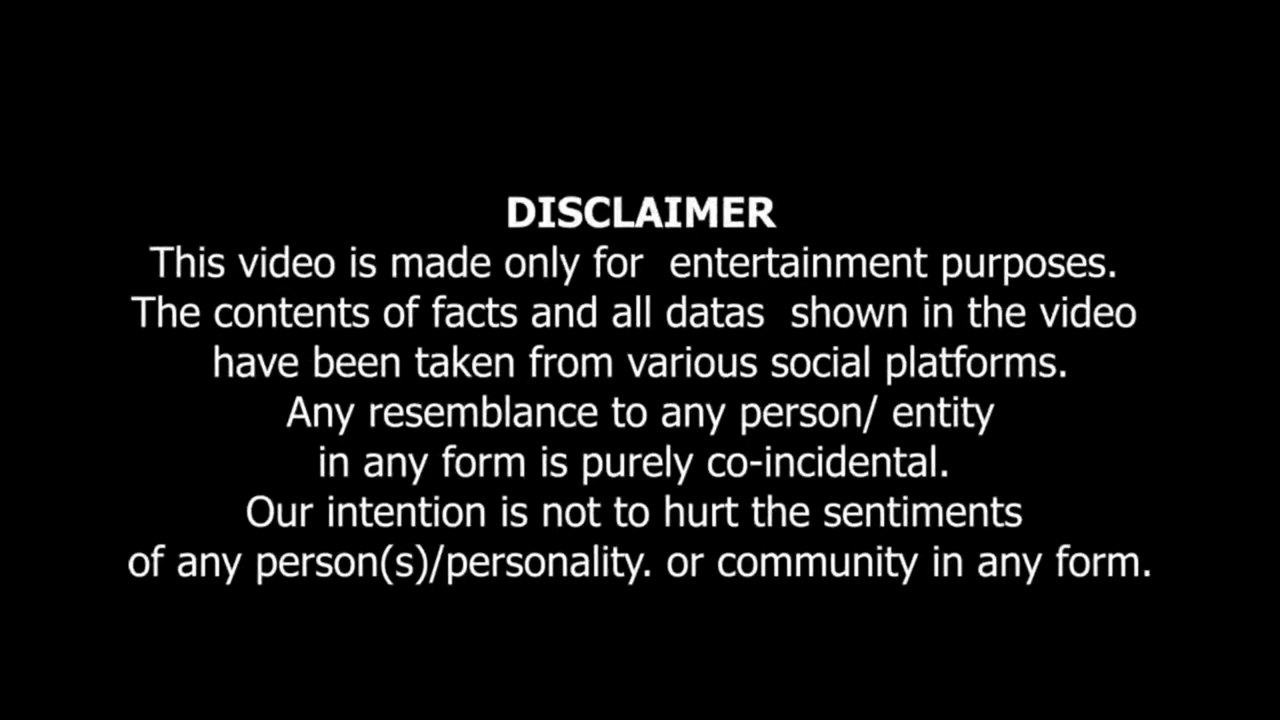 DISCLAIMER
This video is made only for  entertainment purposes.
The contents of facts and all datas  shown in the video
have been taken from various social platforms.
Any resemblance to any person/ entity
in any form is purely co-incidental.
Our intention is not to hurt the sentiments
of any person(s)/personality. or community in any form.